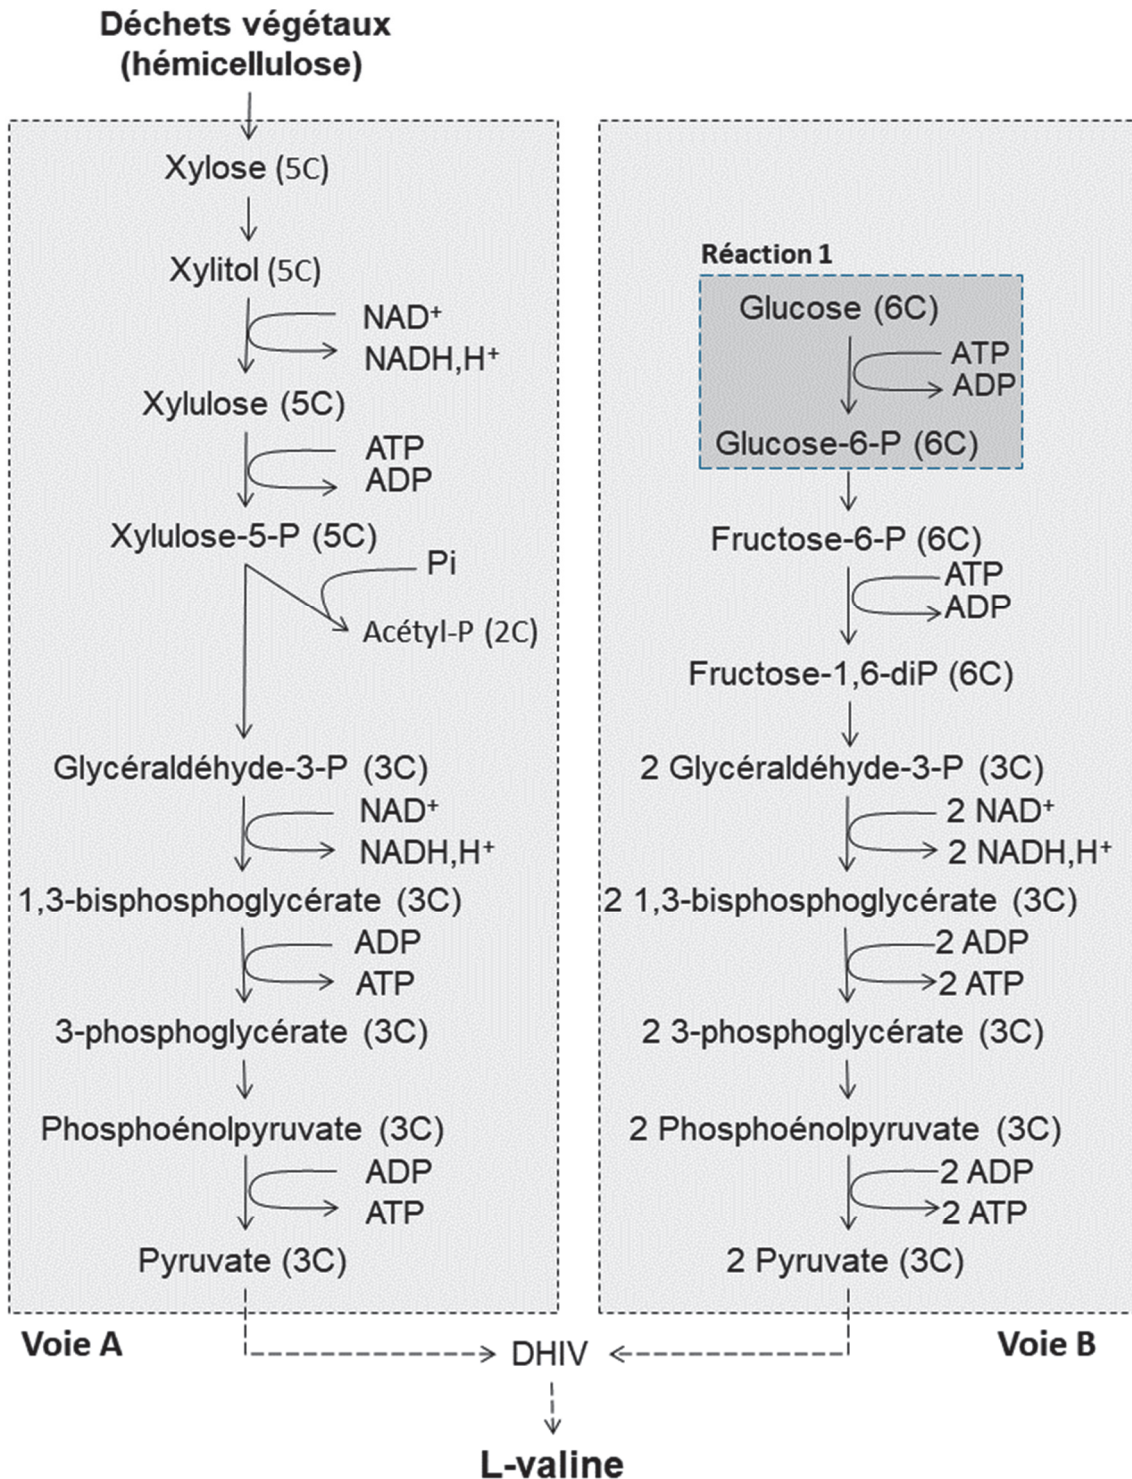 Déchets végétaux
(hémicellulose)
Xylose (5C)
Xylitol (5C)
NAD+
NADH,H+
Xylulose (5C)
ATP
ADP
Xylulose-5-P (5C)
Pi
Acétyl-P (2C)
Glycéraldéhyde-3-P (3C)
NAD+
NADH,H+
1,3-bisphosphoglycérate (3C)
ADP
ATP
3-phosphoglycérate (3C)
Phosphoénolpyruvate (3C)
ADP
ATP
Pyruvate (3C)
Voie A
Réaction 1
Glucose (6C)
ATP
ADP
Glucose-6-P (6C)
Fructose-6-P (6C)
ATP
ADP
Fructose-1,6-diP (6C)
2 Glycéraldéhyde-3-P (3C)
2 NAD+
2 NADH,H+
2 1,3-bisphosphoglycérate (3C)
2 ADP
2 ATP
2 3-phosphoglycérate (3C)
2 Phosphoénolpyruvate (3C)
2 ADP
2 ATP
2 Pyruvate (3C)
Voie B
DHIV
L-valine